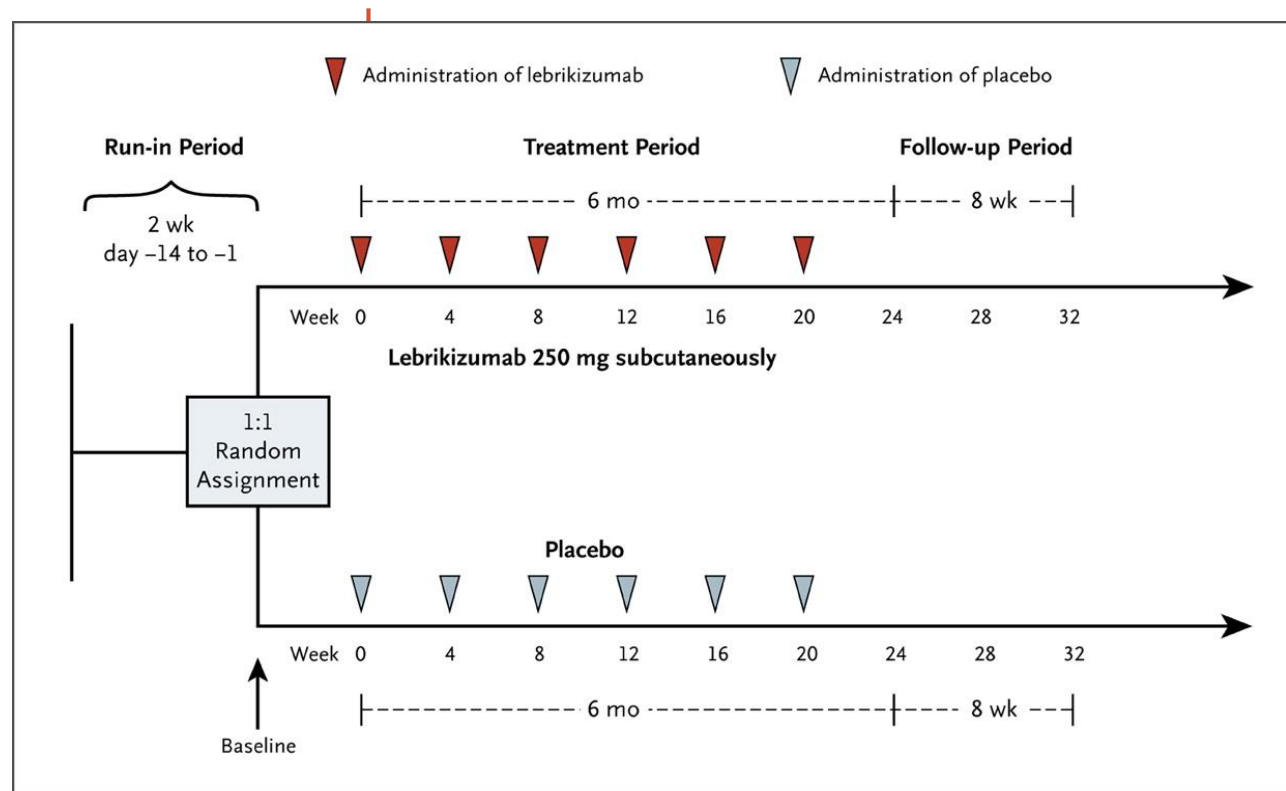 Administration of lebrikizumab
Administration of placebo
Run-in Period
Treatment Period
Follow-up Period
2 wk
day –14 to –1
6 mo
8 wk
Week 0 4 8 12 16 20 24 28 32
Lebrikizumab 250 mg subcutaneously
1:1
Random
Assignment
Placebo
Week 0 4 8 12 16 20 24 28 32
6 mo
8 wk
Baseline